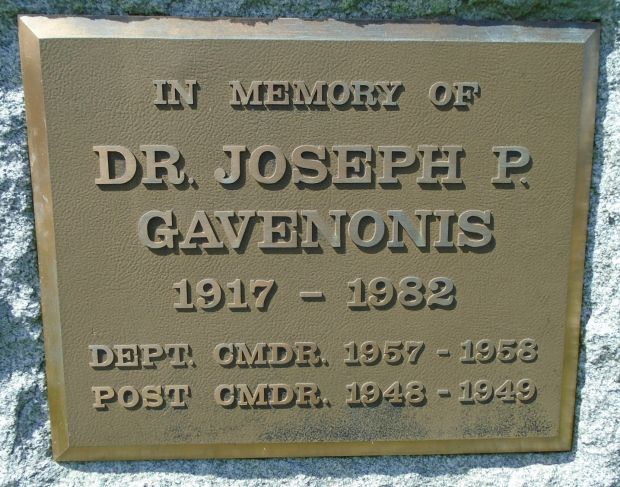 IN MEMORY OF
DR. JOSEPH P.
GAVENONIS
1917 - 1982
DEPT. CMDR. 1957 - 1958
POST CMDR. 1948 - 1949